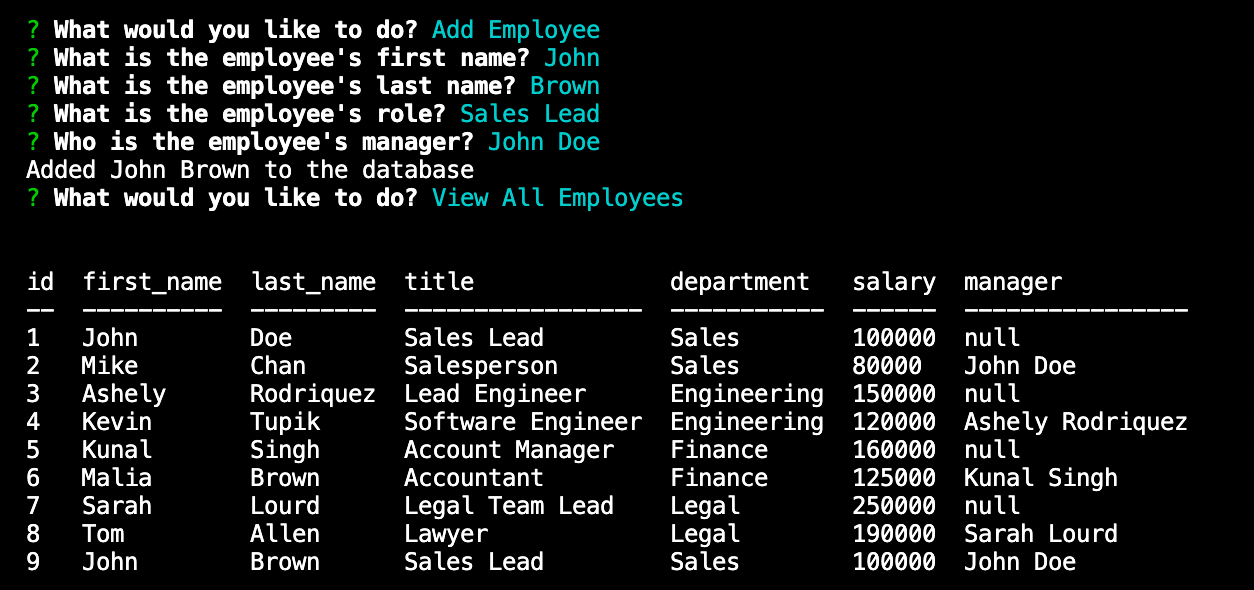 ? What would you like to do? Add Employee
? What is the employee's first name? John
? What is the employee's last name? Brown
? What is the employee's role? Sales Lead
? Who is the employee's manager? John Doe
Added John Brown to the database
? What would you like to do? View All Employees
id  first_name  last_name  title              department   salary  manager
--  ----------  ---------  -----------------  -----------  ------  ----------------
1   John        Doe        Sales Lead         Sales        100000  null
2   Mike        Chan       Salesperson        Sales        80000   John Doe
3   Ashely      Rodriquez  Lead Engineer      Engineering  150000  null
4   Kevin       Tupik      Software Engineer  Engineering  120000  Ashely Rodriquez
5   Kunal       Singh      Account Manager    Finance      160000  null
6   Malia       Brown      Accountant         Finance      125000  Kunal Singh
7   Sarah       Lourd      Legal Team Lead    Legal        250000  null
8   Tom         Allen      Lawyer             Legal        190000  Sarah Lourd
9   John        Brown      Sales Lead         Sales        100000  John Doe